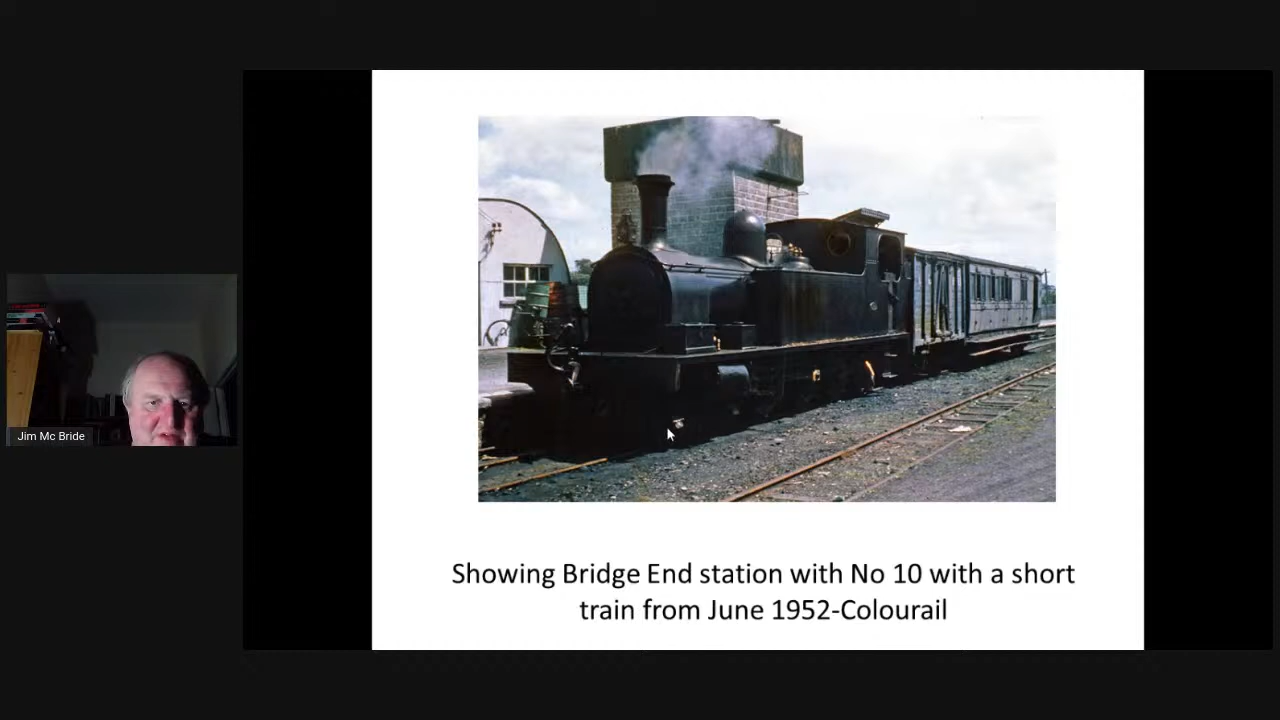 Jim Mc Bride
Showing Bridge End station with No 10 with a short
train from June 1952-Colourail